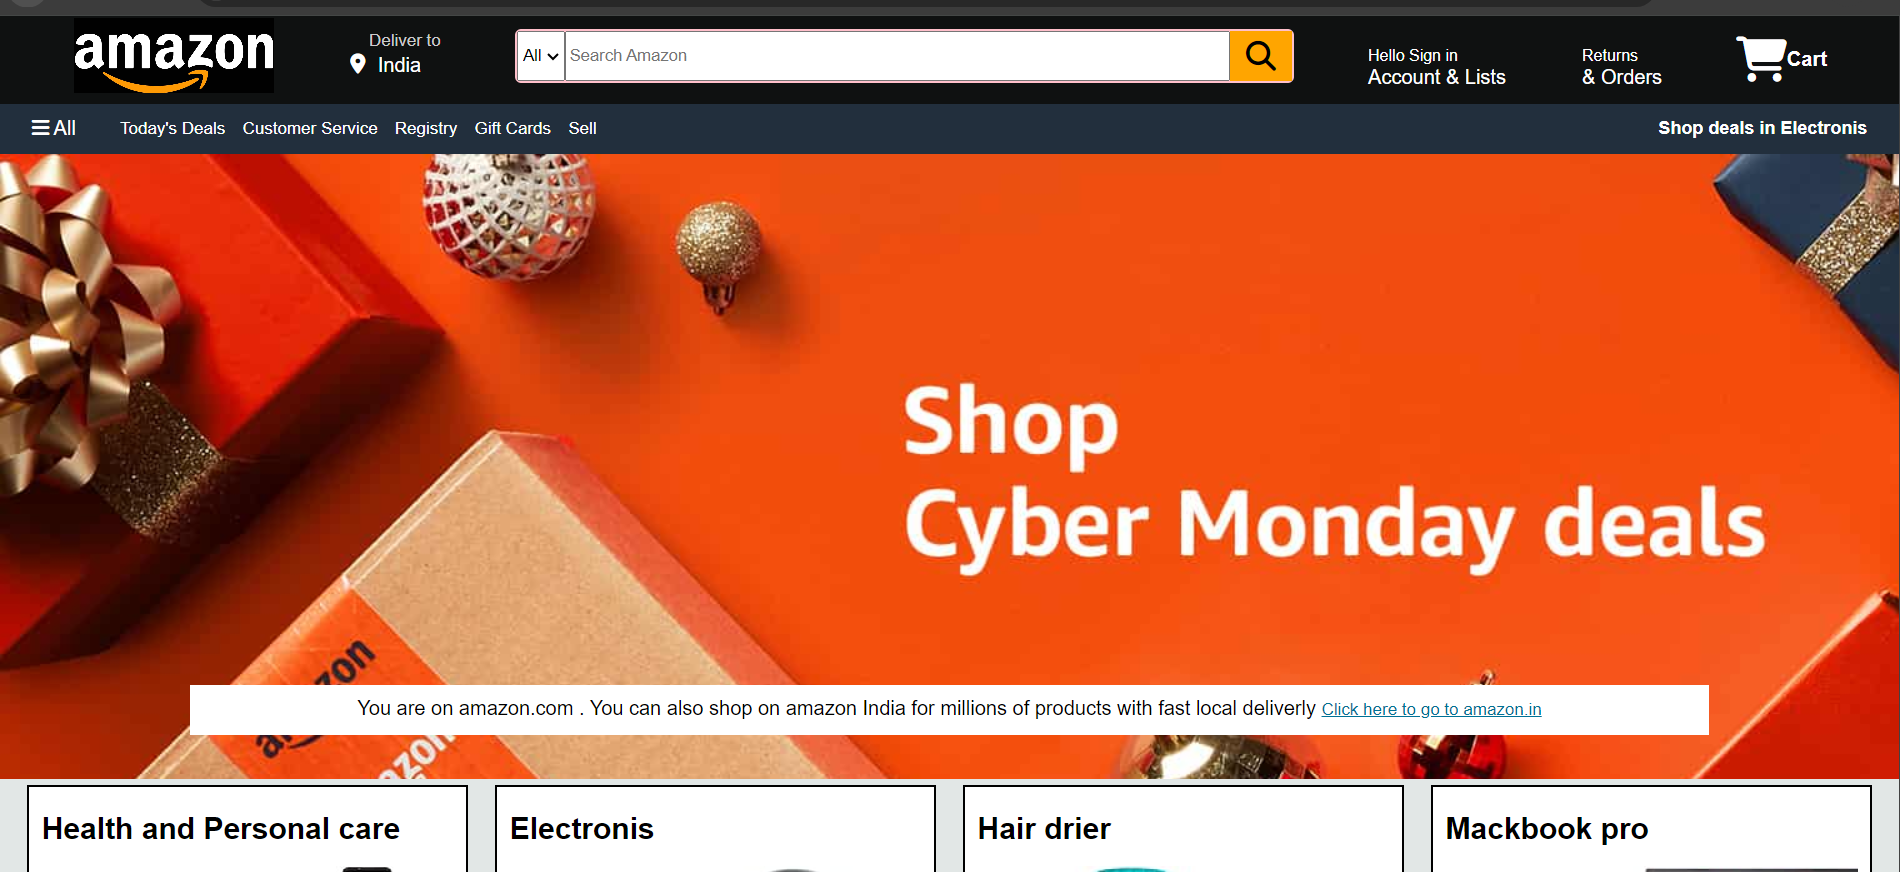 amazon
Deliver to
India
All
Search Amazon
Hello Sign in
Account & Lists
Returns
& Orders
Cart
All
Today's Deals
Customer Service
Registry
Gift Cards
Sell
Shop deals in Electronis
Shop
Cyber Monday deals
azon
You are on amazon.com . You can also shop on amazon India for millions of products with fast local deliverly Click here to go to amazon.in
a
azon
Health and Personal care
Electronis
Hair drier
Mackbook pro